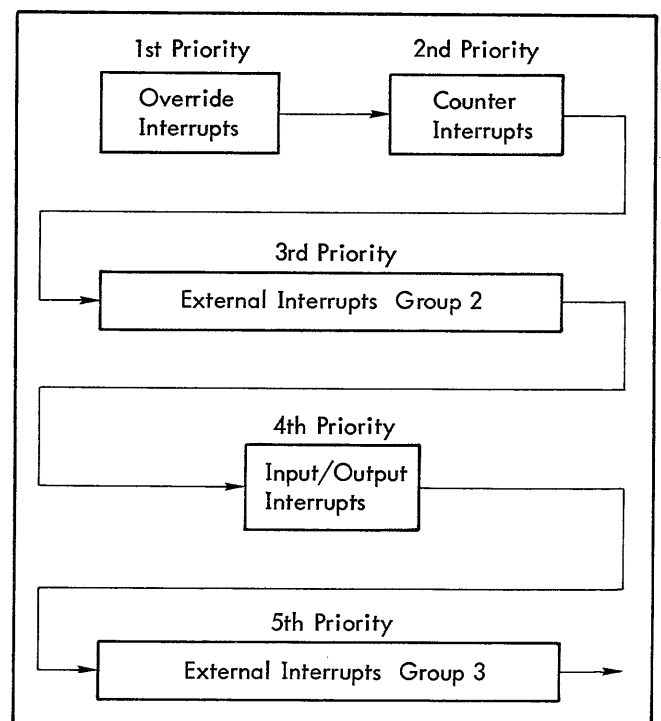 1st Priority
2nd Priority
Override
Interrupts
Counter
Interrupts
3rd Priority
External Interrupts Group 2
4th Priority
Input/Output
Interrupts
5th Priority
External Interrupts Group 3